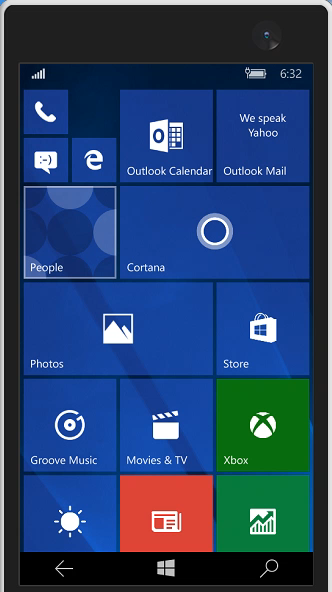 6:32
We speak
Yahoo
Outlook Calendar
Outlook Mail
People
Cortana
Photos
Store
Groove Music
Movies & TV
Xbox